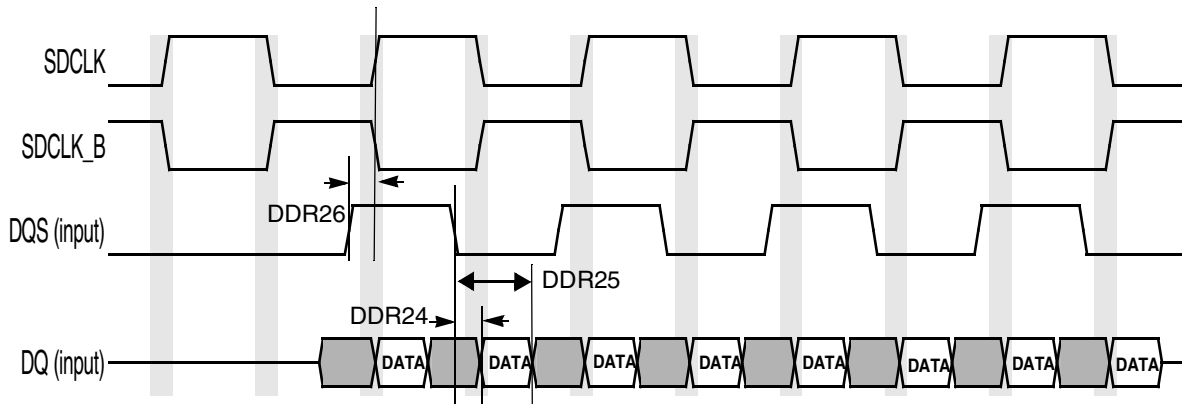 SDCLK
SDCLK_B
DDR26
DQS (input)
DDR25
DDR24
DQ (input)
DATA DATA DATA DATA DATA DATA DATA DATA